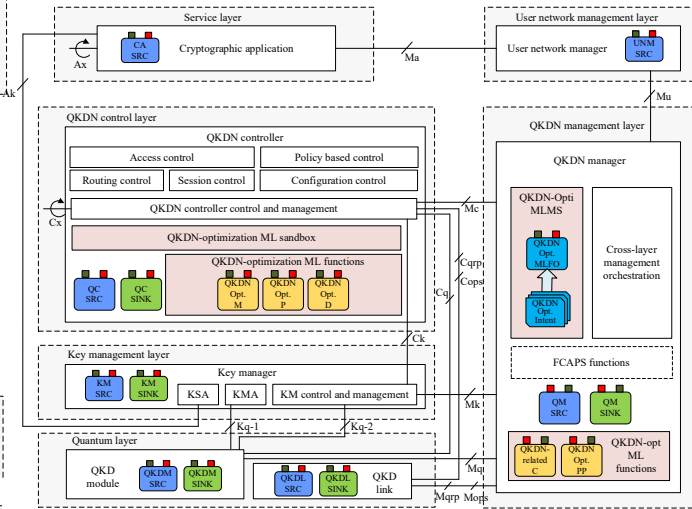 Service layer
CA
SRC
Cryptographic application
Ax
Ak
Ma
User network management layer
User network manager
UNM
SRC
Mu
QKDN control layer
QKDN controller
Access control
Policy based control
Routing control
Session control
Configuration control
QKDN controller control and management
Cx
QKDN-optimization ML sandbox
QKDN-optimization ML functions
QC
SRC
QC
SINK
QKDN
Opt.
M
QKDN
Opt.
P
QKDN
Opt.
D
Mc
Cqrp
Cops
Cq
Ck
QKDN management layer
QKDN manager
QKDN-Opti
MLMS
QKDN
Opt.
MLFO
QKDN
Opt.
Intent
Cross-layer
management
orchestration
FCAPS functions
QM
SRC
QM
SINK
QKDN-
related
C
QKDN
Opt.
PP
QKDN-opt
ML
functions
Key management layer
Key manager
KM
SRC
KM
SINK
KSA
KMA
KM control and management
Mk
Kq-1
Kq-2
Quantum layer
QKD
module
QKDM
SRC
QKDM
SINK
QKDL
SRC
QKDL
SINK
QKD
link
Mq
Mqrp
Mops